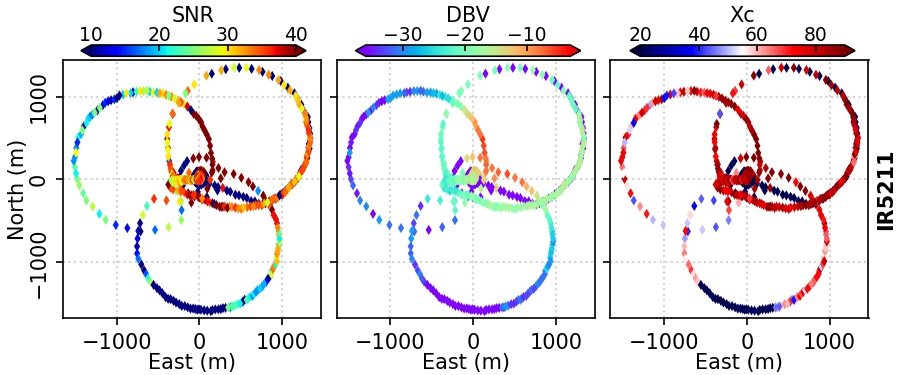 SNR DBV Xc
10 20 30 40 −30 −20 −10 20 40 60 80
1000
0
−1000
North (m)
IR5211
−1000 0 1000 −1000 0 1000 −1000 0 1000
East (m) East (m) East (m)